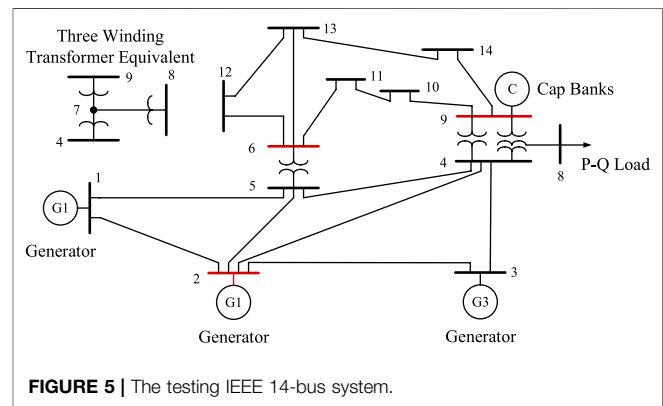 Three Winding
Transformer Equivalent
9
8
7
4
13
14
12
11
10
C
Cap Banks
9
6
4
8
P-Q Load
5
1
G1
Generator
2
G1
Generator
3
G3
Generator
FIGURE 5 | The testing IEEE 14-bus system.